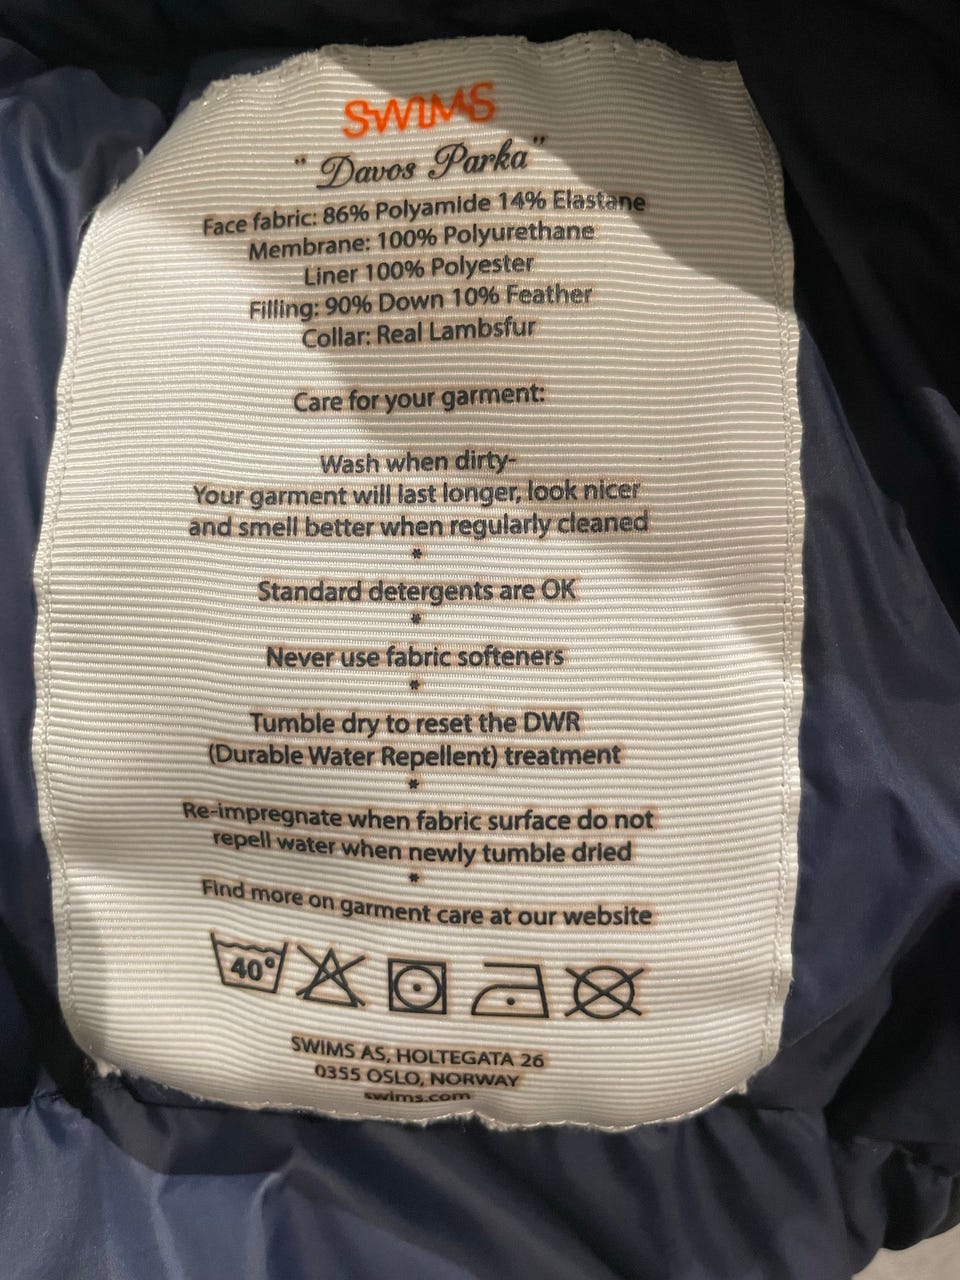 SWIMS
"Davos Parka"
Face fabric: 86% Polyamide 14% Elastane
Membrane: 100% Polyurethane
Liner 100% Polyester
Filling: 90% Down 10% Feather
Collar: Real Lambsfur
Care for your garment:
Wash when dirty-
Your garment will last longer, look nicer
and smell better when regularly cleaned
*
Standard detergents are OK
*
Never use fabric softeners
*
Tumble dry to reset the DWR
(Durable Water Repellent) treatment
*
Re-impregnate when fabric surface do not
repell water when newly tumble dried
*
Find more on garment care at our website
40°
SWIMS AS, HOLTEGATA 26
0355 OSLO, NORWAY
swims.com